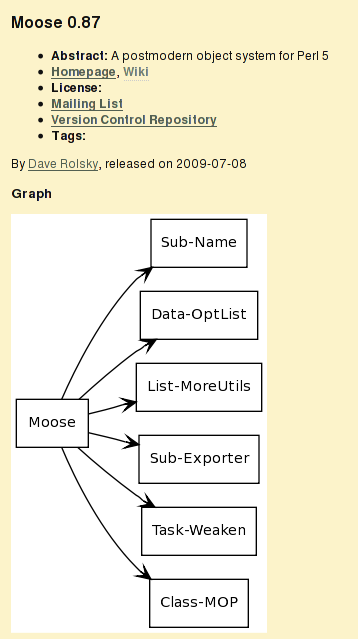 Moose 0.87
Abstract: A postmodern object system for Perl 5
Homepage, Wiki
License:
Mailing List
Version Control Repository
Tags:
By Dave Rolsky, released on 2009-07-08
Graph
Sub-Name
Data-OptList
List-MoreUtils
Moose
Sub-Exporter
Task-Weaken
Class-MOP